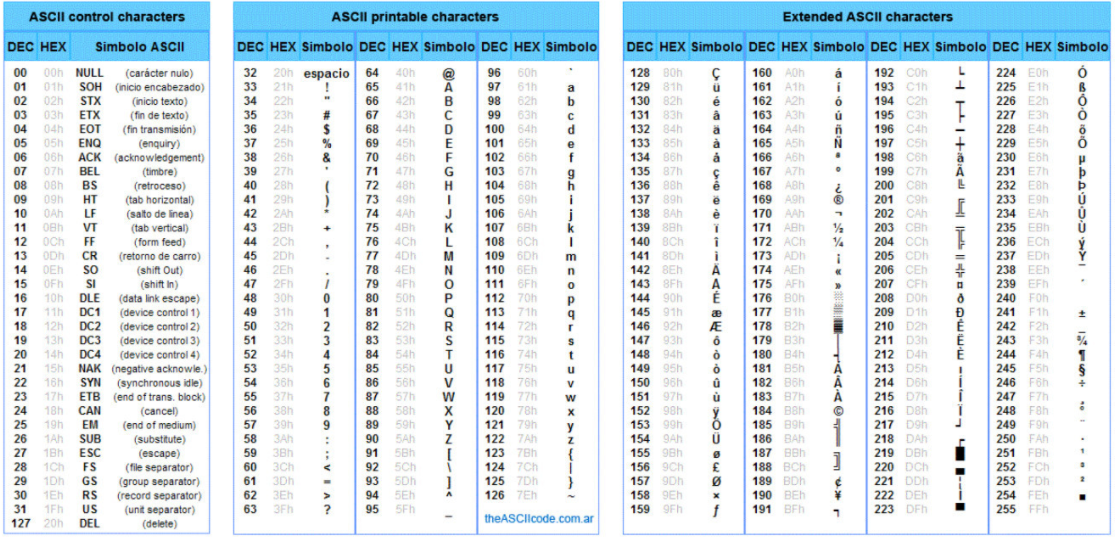 ASCII control characters
DEC HEX Simbolo ASCII
00 00h NULL (carácter nulo)
01 01h SOH (inicio encabezado)
02 02h STX (inicio texto)
03 03h ETX (fin de texto)
04 04h EOT (fin transmisión)
05 05h ENQ (enquiry)
06 06h ACK (acknowledgement)
07 07h BEL (timbre)
08 08h BS (retroceso)
09 09h HT (tab horizontal)
10 0Ah LF (salto de linea)
11 0Bh VT (tab vertical)
12 0Ch FF (form feed)
13 0Dh CR (retorno de carro)
14 0Eh SO (shift Out)
15 0Fh SI (shift In)
16 10h DLE (data link escape)
17 11h DC1 (device control 1)
18 12h DC2 (device control 2)
19 13h DC3 (device control 3)
20 14h DC4 (device control 4)
21 15h NAK (negative acknowle.)
22 16h SYN (synchronous idle)
23 17h ETB (end of trans. block)
24 18h CAN (cancel)
25 19h EM (end of medium)
26 1Ah SUB (substitute)
27 1Bh ESC (escape)
28 1Ch FS (file separator)
29 1Dh GS (group separator)
30 1Eh RS (record separator)
31 1Fh US (unit separator)
127 20h DEL (delete)
ASCII printable characters
DEC HEX Simbolo DEC HEX Simbolo DEC HEX Simbolo
32 20h espacio 64 40h @ 96 60h `
33 21h ! 65 41h A 97 61h a
34 22h " 66 42h B 98 62h b
35 23h # 67 43h C 99 63h c
36 24h $ 68 44h D 100 64h d
37 25h % 69 45h E 101 65h e
38 26h & 70 46h F 102 66h f
39 27h ' 71 47h G 103 67h g
40 28h ( 72 48h H 104 68h h
41 29h ) 73 49h I 105 69h i
42 2Ah * 74 4Ah J 106 6Ah j
43 2Bh + 75 4Bh K 107 6Bh k
44 2Ch , 76 4Ch L 108 6Ch l
45 2Dh - 77 4Dh M 109 6Dh m
46 2Eh . 78 4Eh N 110 6Eh n
47 2Fh / 79 4Fh O 111 6Fh o
48 30h 0 80 50h P 112 70h p
49 31h 1 81 51h Q 113 71h q
50 32h 2 82 52h R 114 72h r
51 33h 3 83 53h S 115 73h s
52 34h 4 84 54h T 116 74h t
53 35h 5 85 55h U 117 75h u
54 36h 6 86 56h V 118 76h v
55 37h 7 87 57h W 119 77h w
56 38h 8 88 58h X 120 78h x
57 39h 9 89 59h Y 121 79h y
58 3Ah : 90 5Ah Z 122 7Ah z
59 3Bh ; 91 5Bh [ 123 7Bh {
60 3Ch < 92 5Ch \ 124 7Ch |
61 3Dh = 93 5Dh ] 125 7Dh }
62 3Eh > 94 5Eh ^ 126 7Eh ~
63 3Fh ? 95 5Fh _
theASCIIcode.com.ar
Extended ASCII characters
DEC HEX Simbolo DEC HEX Simbolo DEC HEX Simbolo DEC HEX Simbolo
128 80h Ç 160 A0h á 192 C0h └ 224 E0h Ó
129 81h ü 161 A1h í 193 C1h ┴ 225 E1h ß
130 82h é 162 A2h ó 194 C2h ┬ 226 E2h Ô
131 83h â 163 A3h ú 195 C3h ├ 227 E3h Ò
132 84h ä 164 A4h ñ 196 C4h ─ 228 E4h õ
133 85h à 165 A5h Ñ 197 C5h ┼ 229 E5h Õ
134 86h å 166 A6h ª 198 C6h ã 230 E6h µ
135 87h ç 167 A7h º 199 C7h Ã 231 E7h þ
136 88h ê 168 A8h ¿ 200 C8h ╚ 232 E8h Þ
137 89h ë 169 A9h ® 201 C9h ╔ 233 E9h Ú
138 8Ah è 170 AAh ¬ 202 CAh ╩ 234 EAh Û
139 8Bh ï 171 ABh ½ 203 CBh ╦ 235 EBh Ù
140 8Ch î 172 ACh ¼ 204 CCh ╠ 236 ECh ý
141 8Dh ì 173 ADh ¡ 205 CDh ═ 237 EDh Ý
142 8Eh Ä 174 AEh « 206 CEh ╬ 238 EEh ¯
143 8Fh Å 175 AFh » 207 CFh ¤ 239 EFh ´
144 90h É 176 B0h ░ 208 D0h ð 240 F0h
145 91h æ 177 B1h ▒ 209 D1h Ð 241 F1h ±
146 92h Æ 178 B2h ▓ 210 D2h Ê 242 F2h ‗
147 93h ô 179 B3h │ 211 D3h Ë 243 F3h ¾
148 94h ö 180 B4h ┤ 212 D4h È 244 F4h ¶
149 95h ò 181 B5h Á 213 D5h ı 245 F5h §
150 96h û 182 B6h Â 214 D6h Í 246 F6h ÷
151 97h ù 183 B7h À 215 D7h Î 247 F7h ¸
152 98h ÿ 184 B8h © 216 D8h Ï 248 F8h °
153 99h Ö 185 B9h ╣ 217 D9h ┘ 249 F9h ¨
154 9Ah Ü 186 BAh ║ 218 DAh ┌ 250 FAh ·
155 9Bh ø 187 BBh ╗ 219 DBh █ 251 FBh ¹
156 9Ch £ 188 BCh ╝ 220 DCh ▄ 252 FCh ³
157 9Dh Ø 189 BDh ¢ 221 DDh ¦ 253 FDh ²
158 9Eh × 190 BEh ¥ 222 DEh Ì 254 FEh ■
159 9Fh ƒ 191 BFh ┐ 223 DFh ▀ 255 FFh